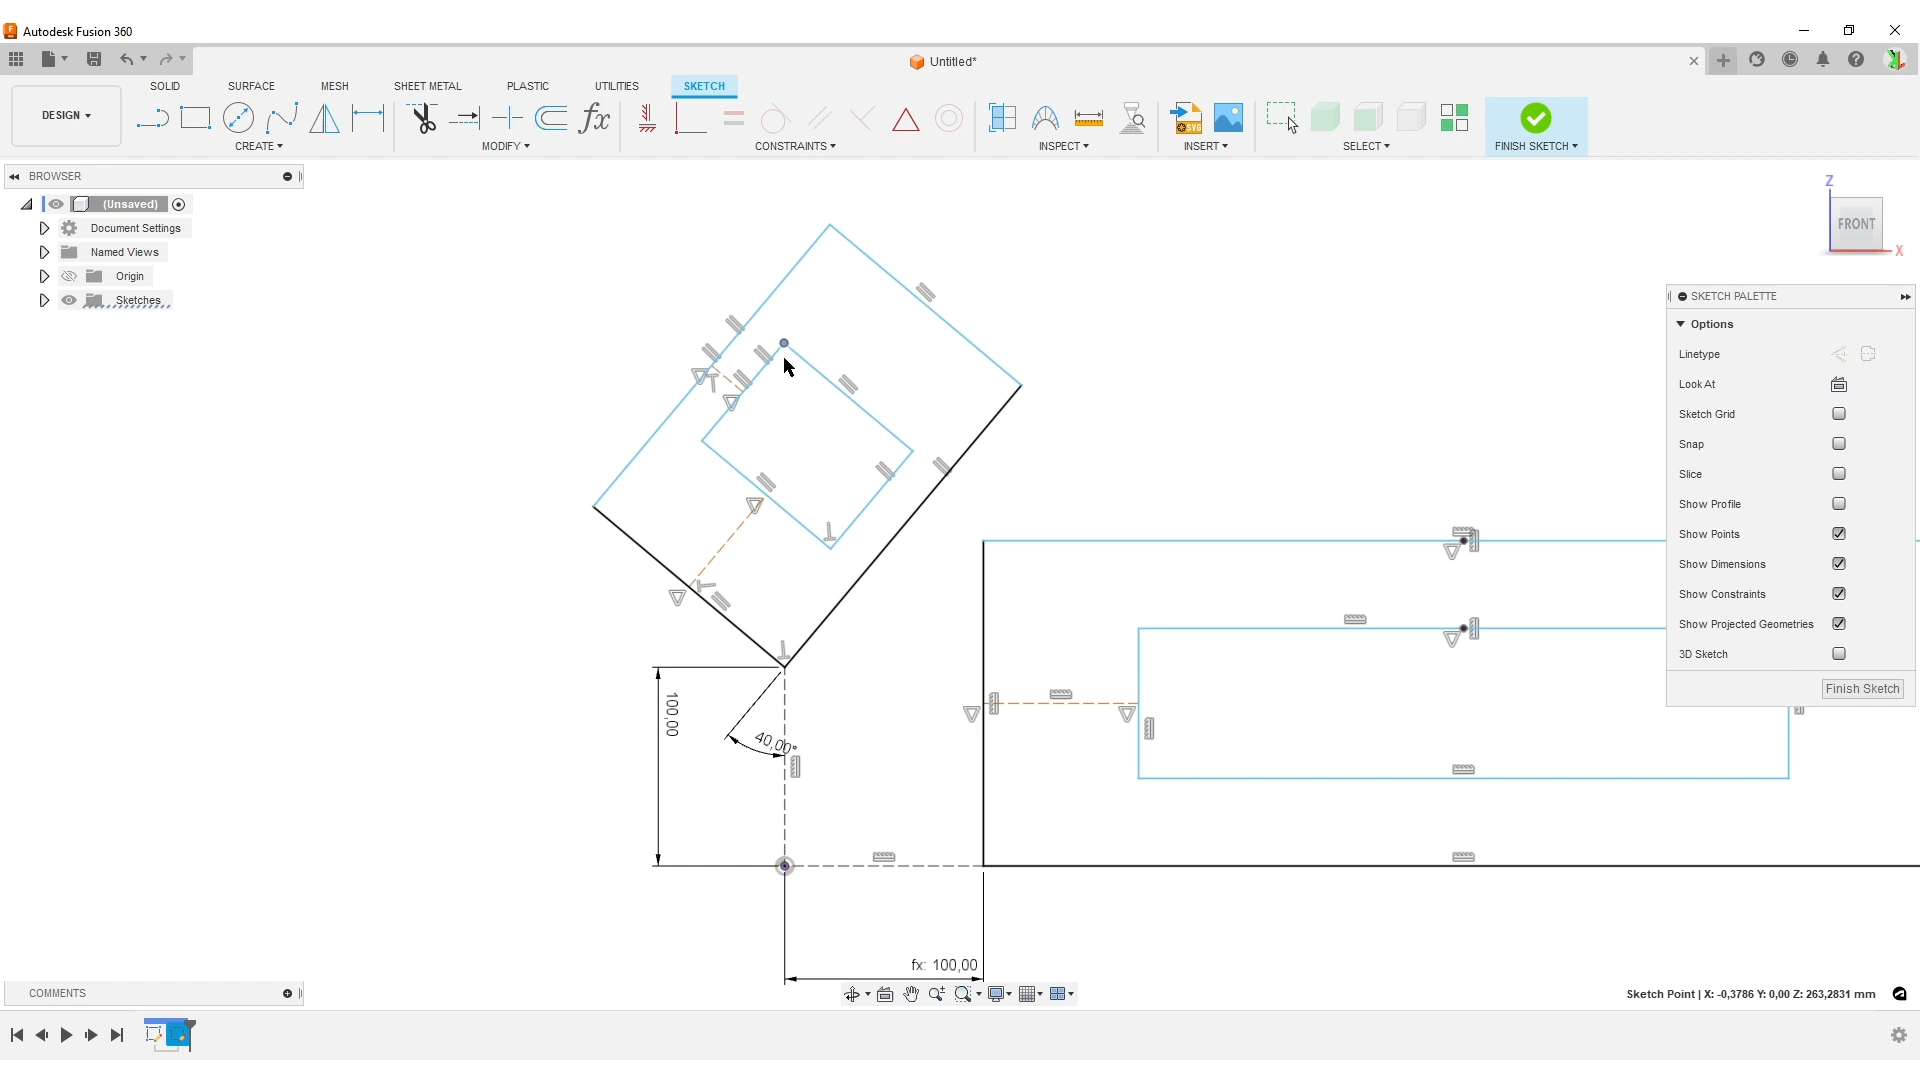 Autodesk Fusion 360
Untitled*
DESIGN
SOLID
SURFACE
MESH
SHEET METAL
PLASTIC
UTILITIES
SKETCH
CREATE
MODIFY
CONSTRAINTS
INSPECT
INSERT
SELECT
FINISH SKETCH
BROWSER
(Unsaved)
Document Settings
Named Views
Origin
Sketches
Z
FRONT
X
SKETCH PALETTE
Options
Linetype
Look At
Sketch Grid
Snap
Slice
Show Profile
Show Points
Show Dimensions
Show Constraints
Show Projected Geometries
3D Sketch
Finish Sketch
100,00
40,00°
fx: 100,00
COMMENTS
Sketch Point | X: -0,3786 Y: 0,00 Z: 263,2831 mm